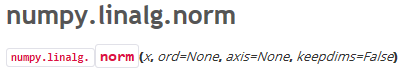 numpy.linalg.norm
numpy.linalg.norm(x, ord=None, axis=None, keepdims=False)